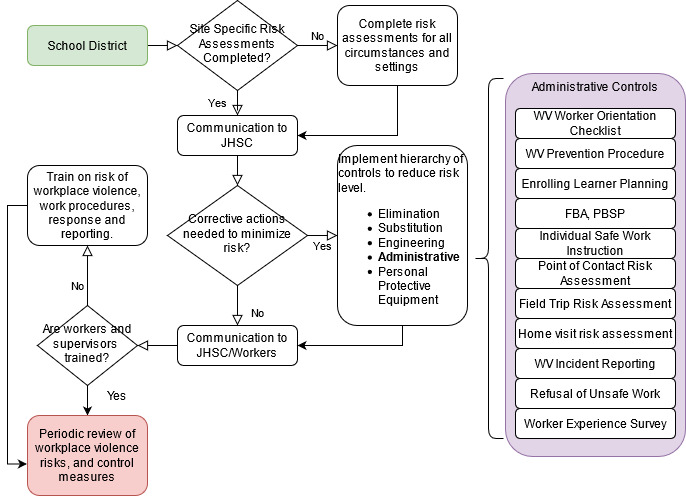 School District
Site Specific Risk
Assessments
Completed?
No
Complete risk
assessments for all
circumstances and
settings
Yes
Communication to
JHSC
Corrective actions
needed to minimize
risk?
Yes
Implement hierarchy of
controls to reduce risk
level.
Elimination
Substitution
Engineering
Administrative
Personal
Protective
Equipment
No
Communication to
JHSC/Workers
Are workers and
supervisors
trained?
No
Train on risk of
workplace violence,
work procedures,
response and
reporting.
Yes
Periodic review of
workplace violence
risks, and control
measures
Administrative Controls
WV Worker Orientation
Checklist
WV Prevention Procedure
Enrolling Learner Planning
FBA, PBSP
Individual Safe Work
Instruction
Point of Contact Risk
Assessment
Field Trip Risk Assessment
Home visit risk assessment
WV Incident Reporting
Refusal of Unsafe Work
Worker Experience Survey